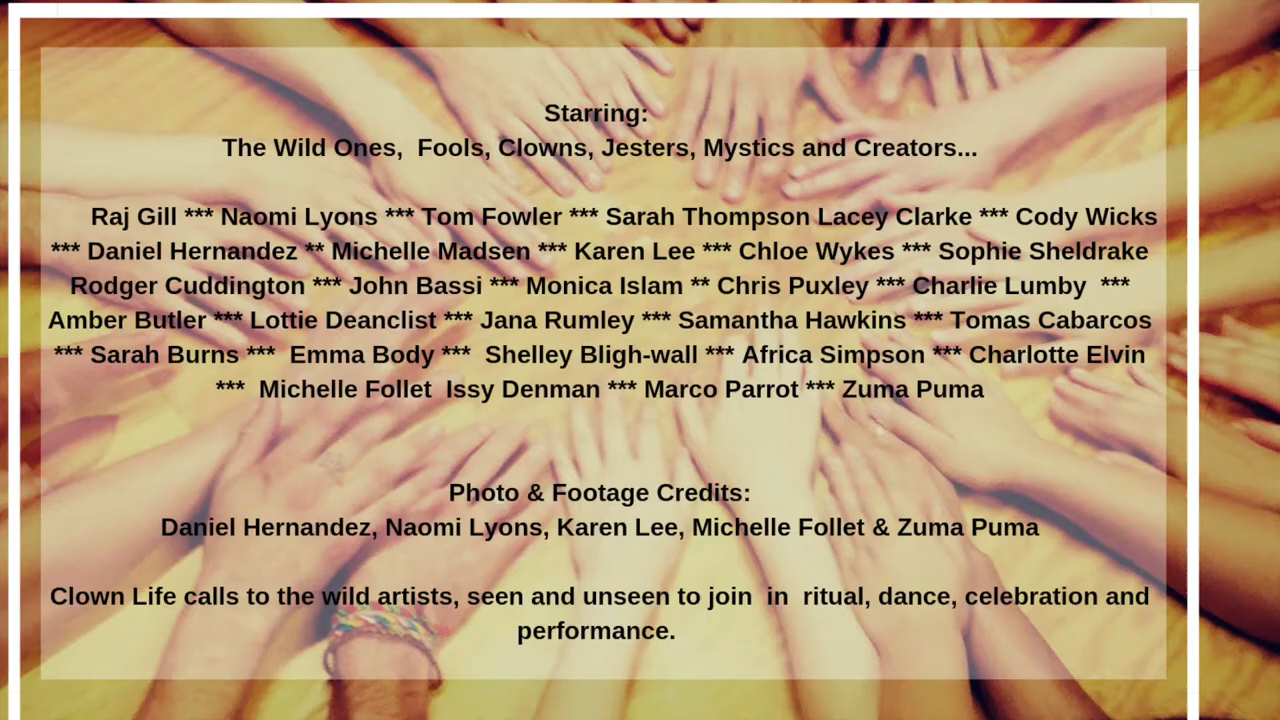 Starring:
The Wild Ones,  Fools, Clowns, Jesters, Mystics and Creators...
Raj Gill *** Naomi Lyons *** Tom Fowler *** Sarah Thompson Lacey Clarke *** Cody Wicks
*** Daniel Hernandez ** Michelle Madsen *** Karen Lee *** Chloe Wykes *** Sophie Sheldrake
Rodger Cuddington *** John Bassi *** Monica Islam ** Chris Puxley *** Charlie Lumby  ***
Amber Butler *** Lottie Deanclist *** Jana Rumley *** Samantha Hawkins *** Tomas Cabarcos
*** Sarah Burns ***  Emma Body ***  Shelley Bligh-wall *** Africa Simpson *** Charlotte Elvin
***  Michelle Follet  Issy Denman *** Marco Parrot *** Zuma Puma
Photo & Footage Credits:
Daniel Hernandez, Naomi Lyons, Karen Lee, Michelle Follet & Zuma Puma
Clown Life calls to the wild artists, seen and unseen to join  in  ritual, dance, celebration and
performance.